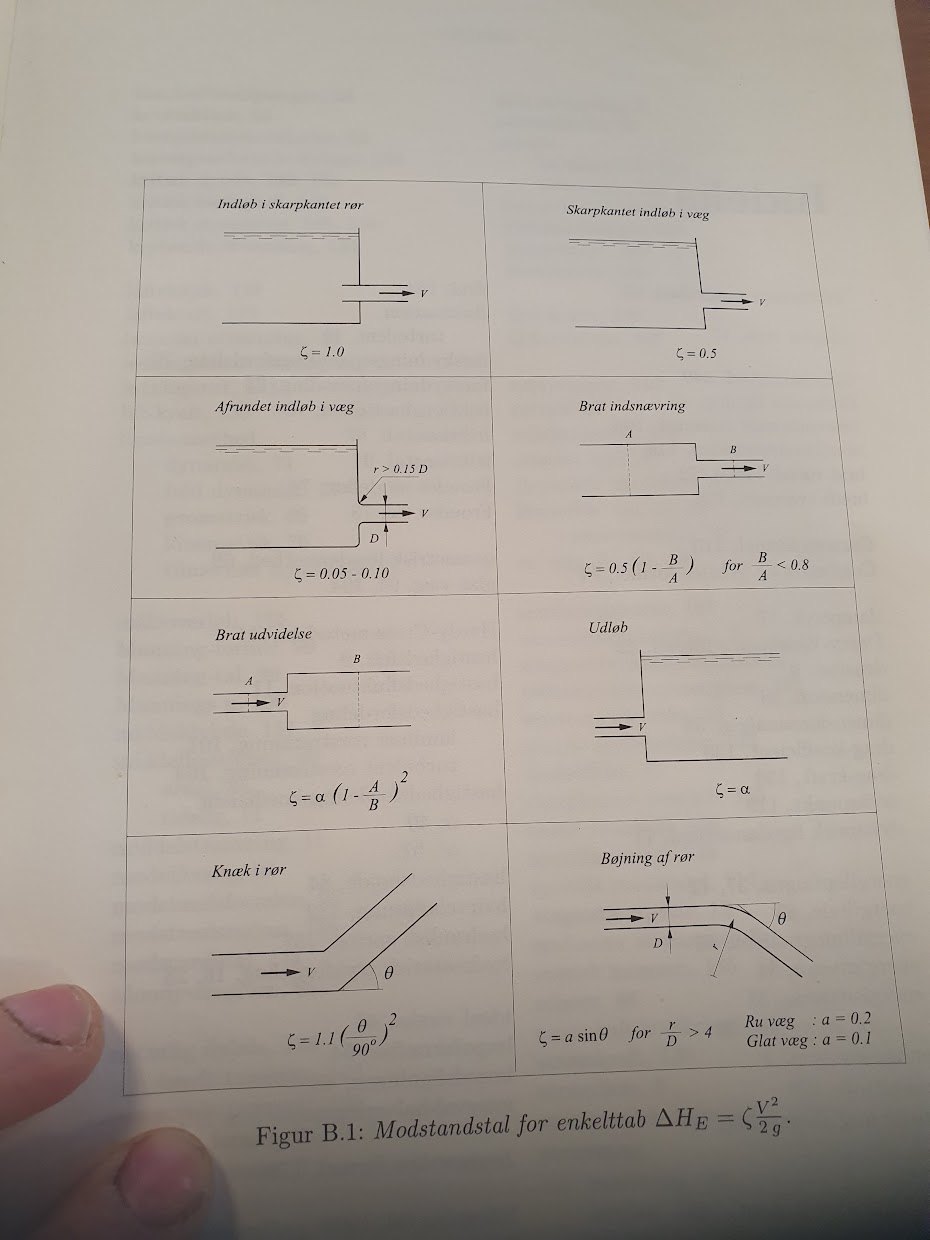 Indløb i skarpkantet rør
V
ζ = 1.0
Skarpkantet indløb i væg
V
ζ = 0.5
Afrundet indløb i væg
r > 0.15 D
V
D
ζ = 0.05 - 0.10
Brat indsnævring
A
B
V
ζ = 0.5 (1 - B/A) for B/A < 0.8
Brat udvidelse
B
A
V
ζ = α (1 - A/B)²
Udløb
V
ζ = α
Knæk i rør
V
θ
ζ = 1.1 (θ/90°)²
Bøjning af rør
V
θ
D
r
ζ = a sinθ for r/D > 4
Ru væg : a = 0.2
Glat væg : a = 0.1
Figur B.1: Modstandstal for enkelttab ΔH_E = ζ V²/2g.